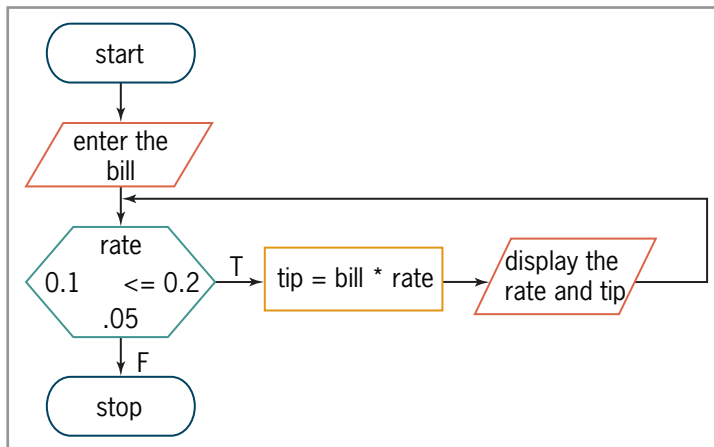 start
enter the
bill
rate
0.1 <= 0.2
.05
T
tip = bill * rate
display the
rate and tip
F
stop